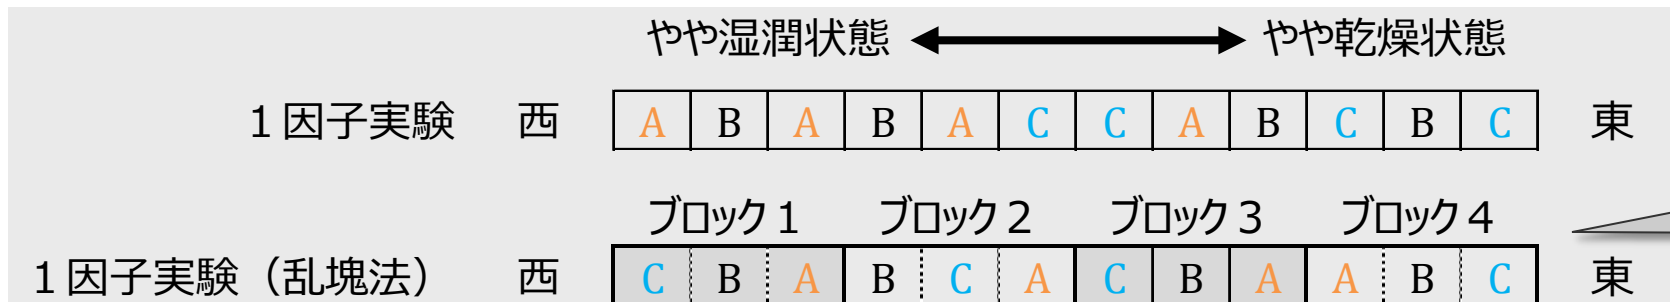 やや湿潤状態 やや乾燥状態
1因子実験 西 A B A B A C C A B C B C 東
ブロック1 ブロック2 ブロック3 ブロック4
1因子実験（乱塊法） 西 C B A B C A C B A A B C 東